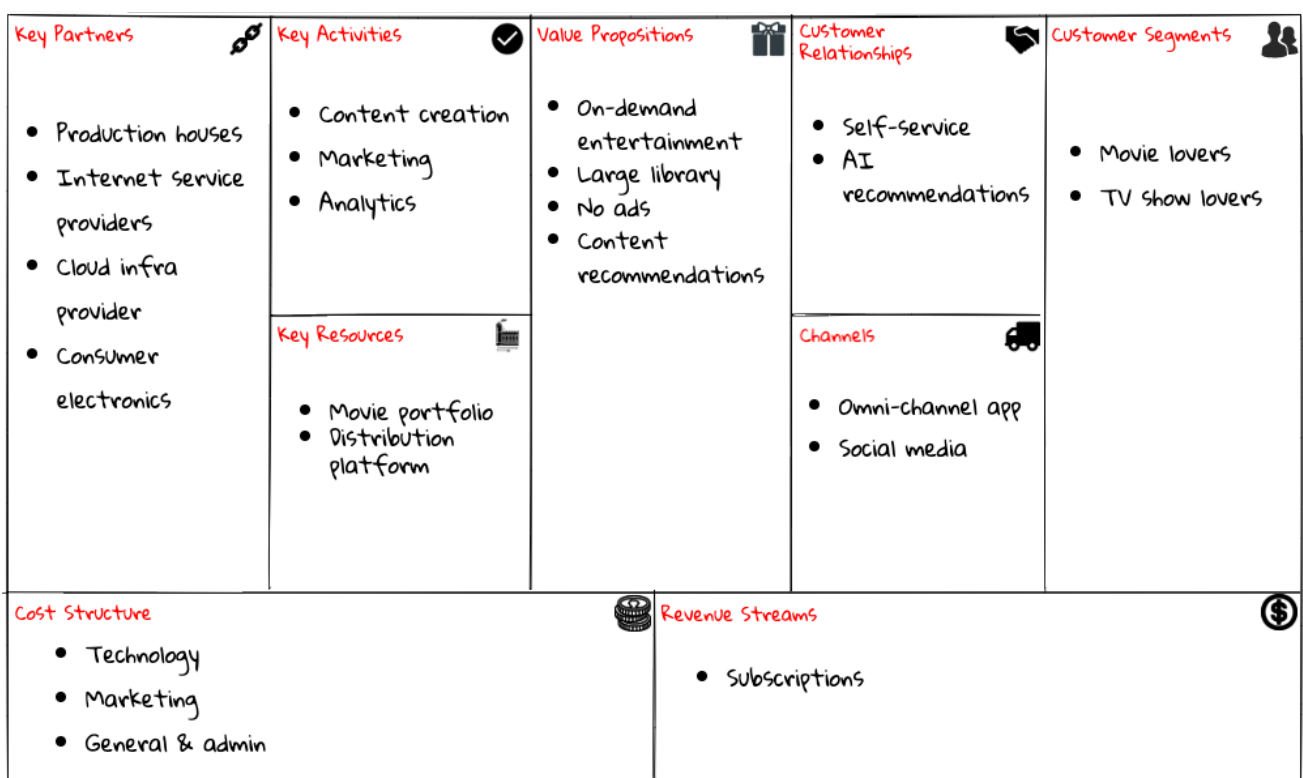 Key Partners
Production houses
Internet service
providers
Cloud infra
provider
Consumer
electronics
Key Activities
Content creation
Marketing
Analytics
Key Resources
Movie portfolio
Distribution
platform
Value Propositions
On-demand
entertainment
Large library
No ads
Content
recommendations
Customer
Relationships
Self-service
AI
recommendations
Channels
Omni-channel app
Social media
Customer Segments
Movie lovers
TV Show lovers
Cost Structure
Technology
Marketing
General & admin
Revenue Streams
Subscriptions